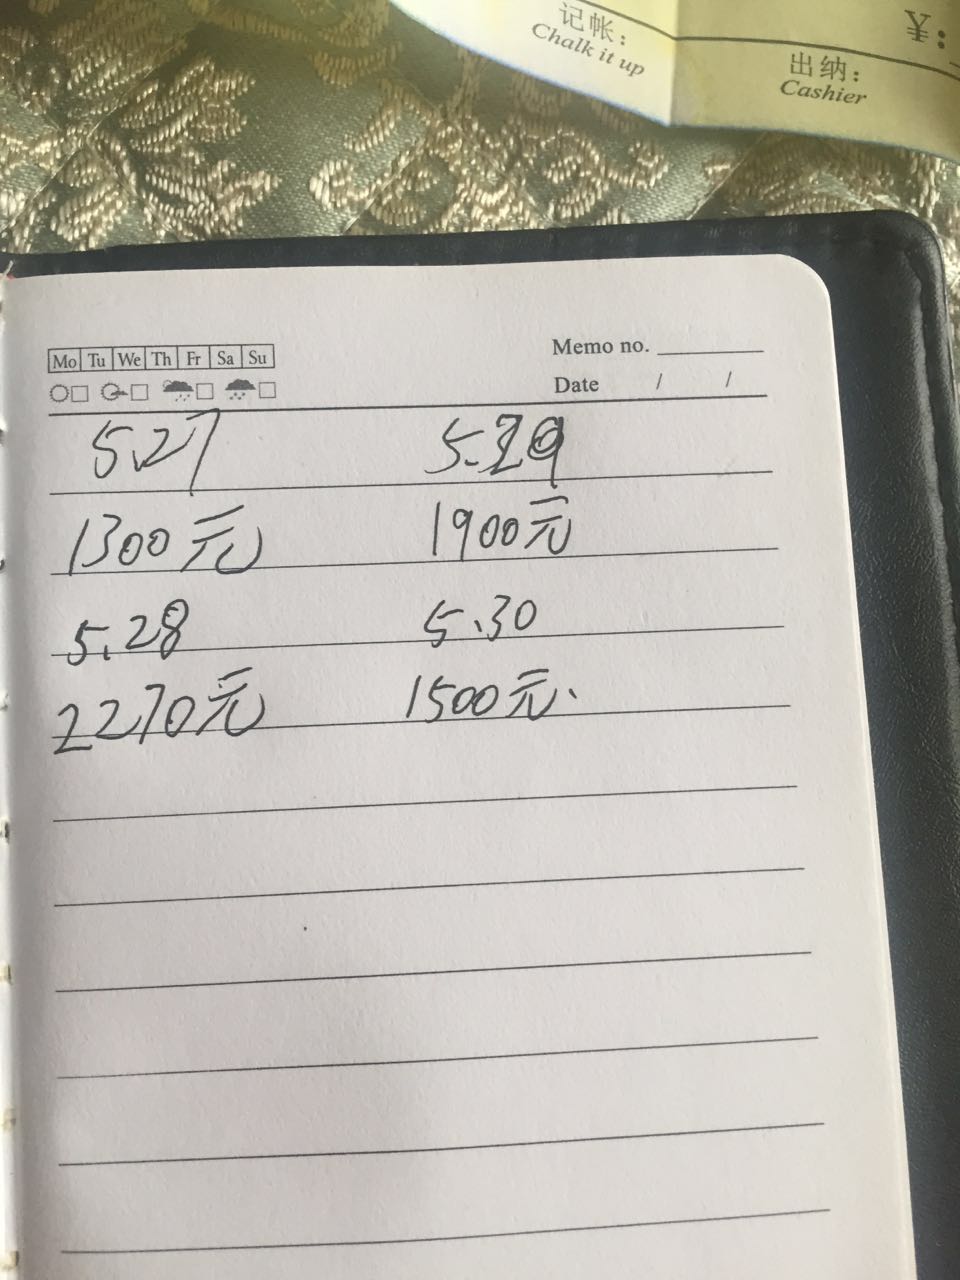 记帐：
Chalk it up
出纳：
Cashier
¥：
Mo Tu We Th Fr Sa Su
Memo no.
Date / /
5.27 5.29
1300元 1900元
5.28 5.30
2270元 1500元.